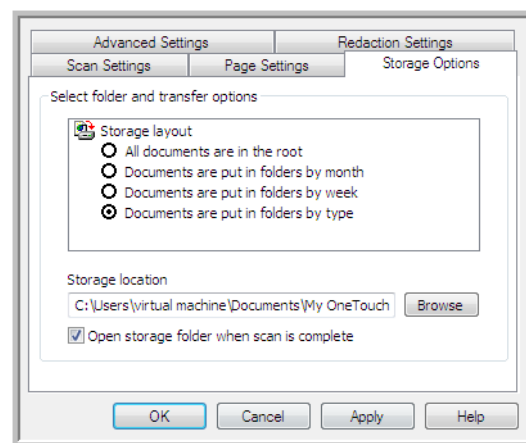 Advanced Settings Redaction Settings
Scan Settings Page Settings Storage Options
Select folder and transfer options
Storage layout
All documents are in the root
Documents are put in folders by month
Documents are put in folders by week
Documents are put in folders by type
Storage location
C:\Users\virtual machine\Documents\My OneTouch Browse
Open storage folder when scan is complete
OK Cancel Apply Help